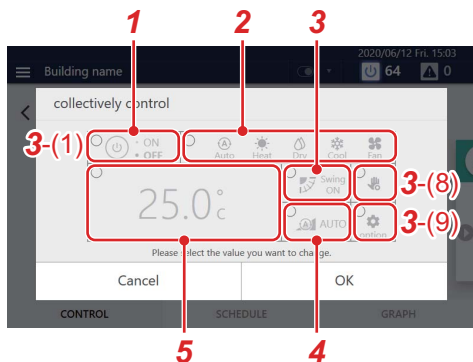 1 2 3
2020/06/12 Fri. 15:03
Building name 64 0
collectively control
3-(1)
ON
OFF
Auto Heat Dry Cool Fan
Swing
ON
3-(8)
25.0°c
A AUTO
option
3-(9)
Please select the value you want to change.
Cancel OK
CONTROL SCHEDULE GRAPH
5 4